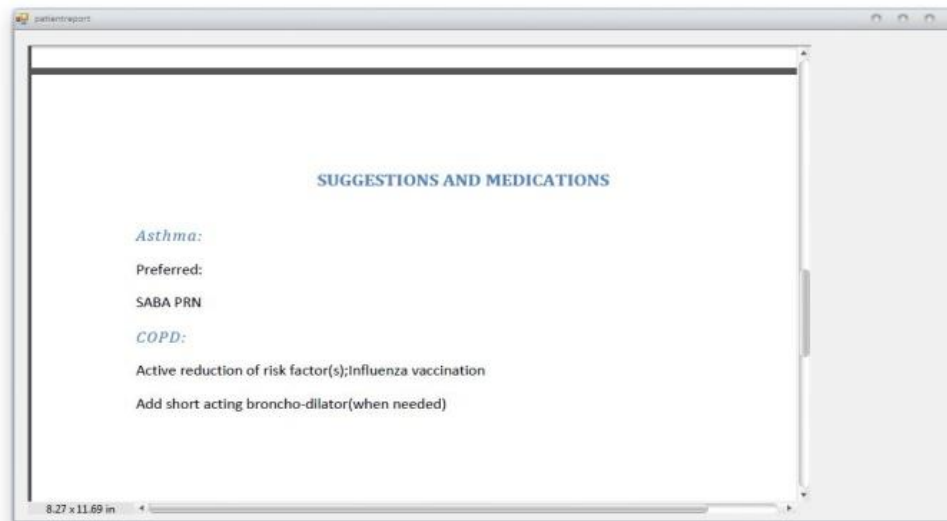 patientreport
SUGGESTIONS AND MEDICATIONS
Asthma:
Preferred:
SABA PRN
COPD:
Active reduction of risk factor(s);Influenza vaccination
Add short acting broncho-dilator(when needed)
8.27 x 11.69 in